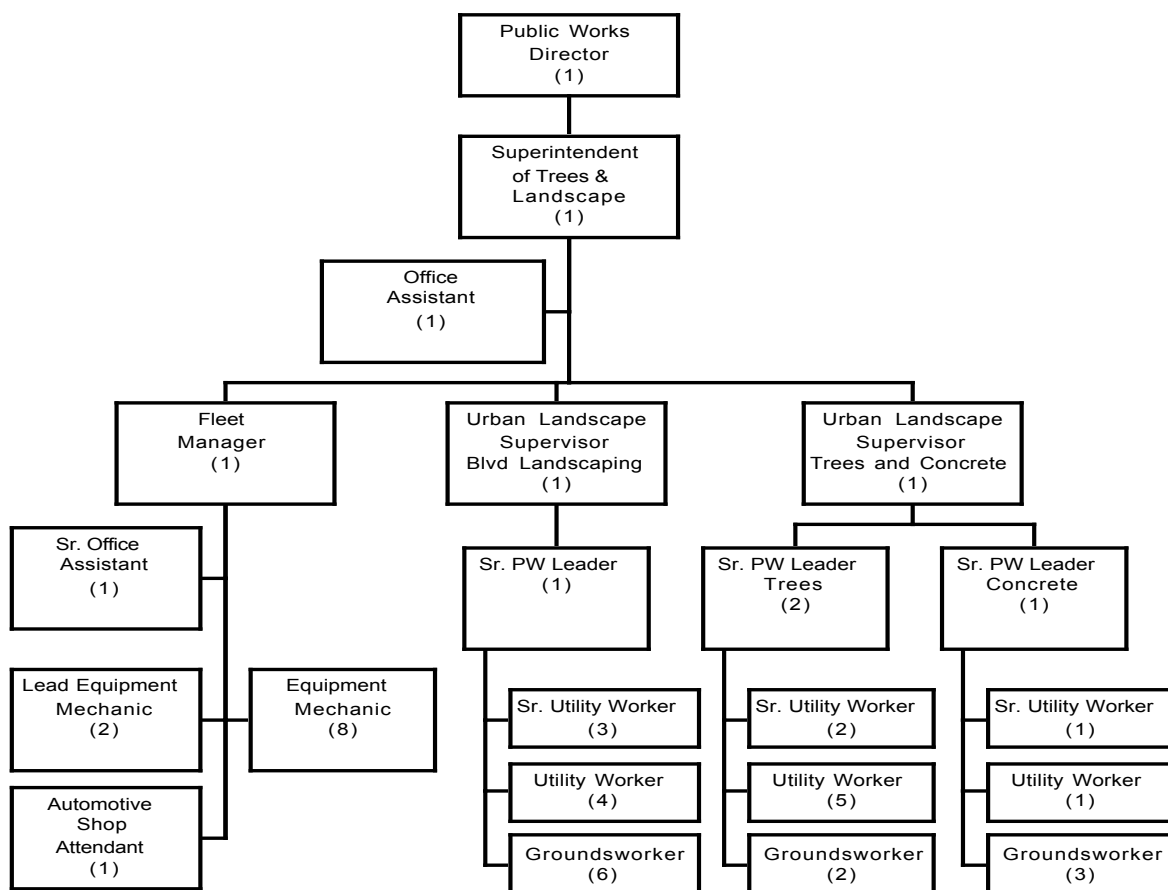 Public Works
Director
(1)
Superintendent
of Trees &
Landscape
(1)
Office
Assistant
(1)
Fleet
Manager
(1)
Urban Landscape
Supervisor
Blvd Landscaping
(1)
Urban Landscape
Supervisor
Trees and Concrete
(1)
Sr. Office
Assistant
(1)
Lead Equipment
Mechanic
(2)
Equipment
Mechanic
(8)
Automotive
Shop
Attendant
(1)
Sr. PW Leader
(1)
Sr. Utility Worker
(3)
Utility Worker
(4)
Groundsworker
(6)
Sr. PW Leader
Trees
(2)
Sr. Utility Worker
(2)
Utility Worker
(5)
Groundsworker
(2)
Sr. PW Leader
Concrete
(1)
Sr. Utility Worker
(1)
Utility Worker
(1)
Groundsworker
(3)